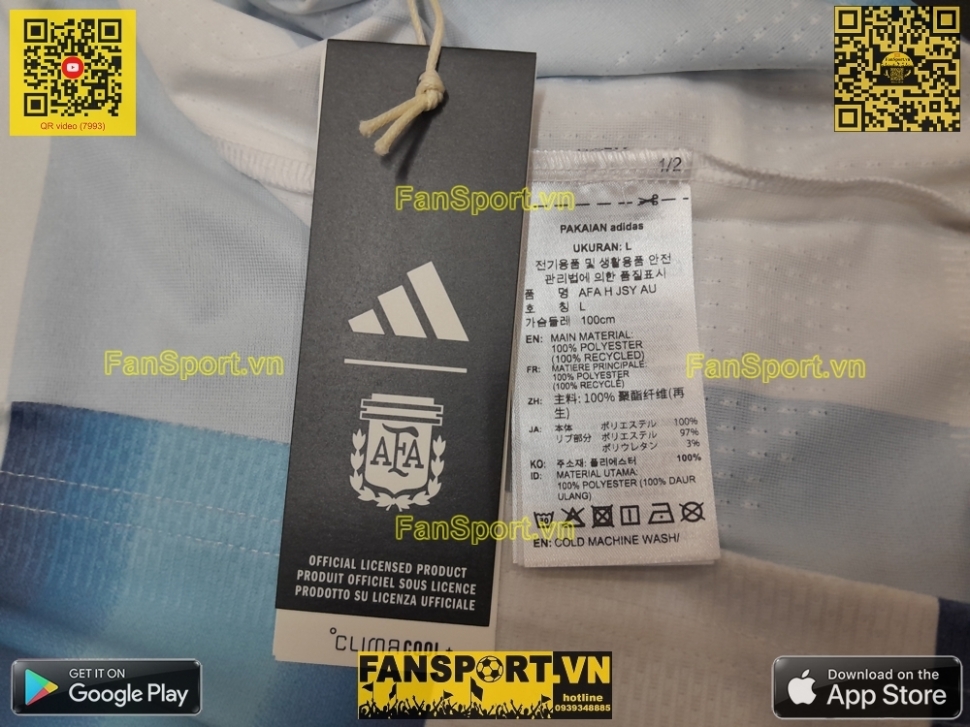 QR video (7993)
FanSport.vn
AFA
OFFICIAL LICENSED PRODUCT
PRODUIT OFFICIEL SOUS LICENCE
PRODOTTO SU LICENZA UFFICIALE
CLIMACOOL+
1/2
PAKAIAN adidas
UKURAN: L
전기용품 및 생활용품 안전
관리법에 의한 품질표시
품 명 AFA H JSY AU
호 칭 L
가슴둘레 100cm
EN: MAIN MATERIAL:
100% POLYESTER
(100% RECYCLED)
FR: MATIERE PRINCIPALE:
100% POLYESTER
(100% RECYCLÉ)
ZH: 主料: 100% 聚酯纤维(再
生)
JA: 本体 ポリエステル 100%
リブ部分 ポリエステル 97%
ポリウレタン 3%
KO: 주소재: 폴리에스터 100%
ID: MATERIAL UTAMA:
100% POLYESTER (100% DAUR
ULANG)
EN: COLD MACHINE WASH/
FanSport.vn
FanSport.vn
FanSport.vn
GET IT ON
Google Play
FANSPORT.VN
hotline
0939348885
Download on the
App Store